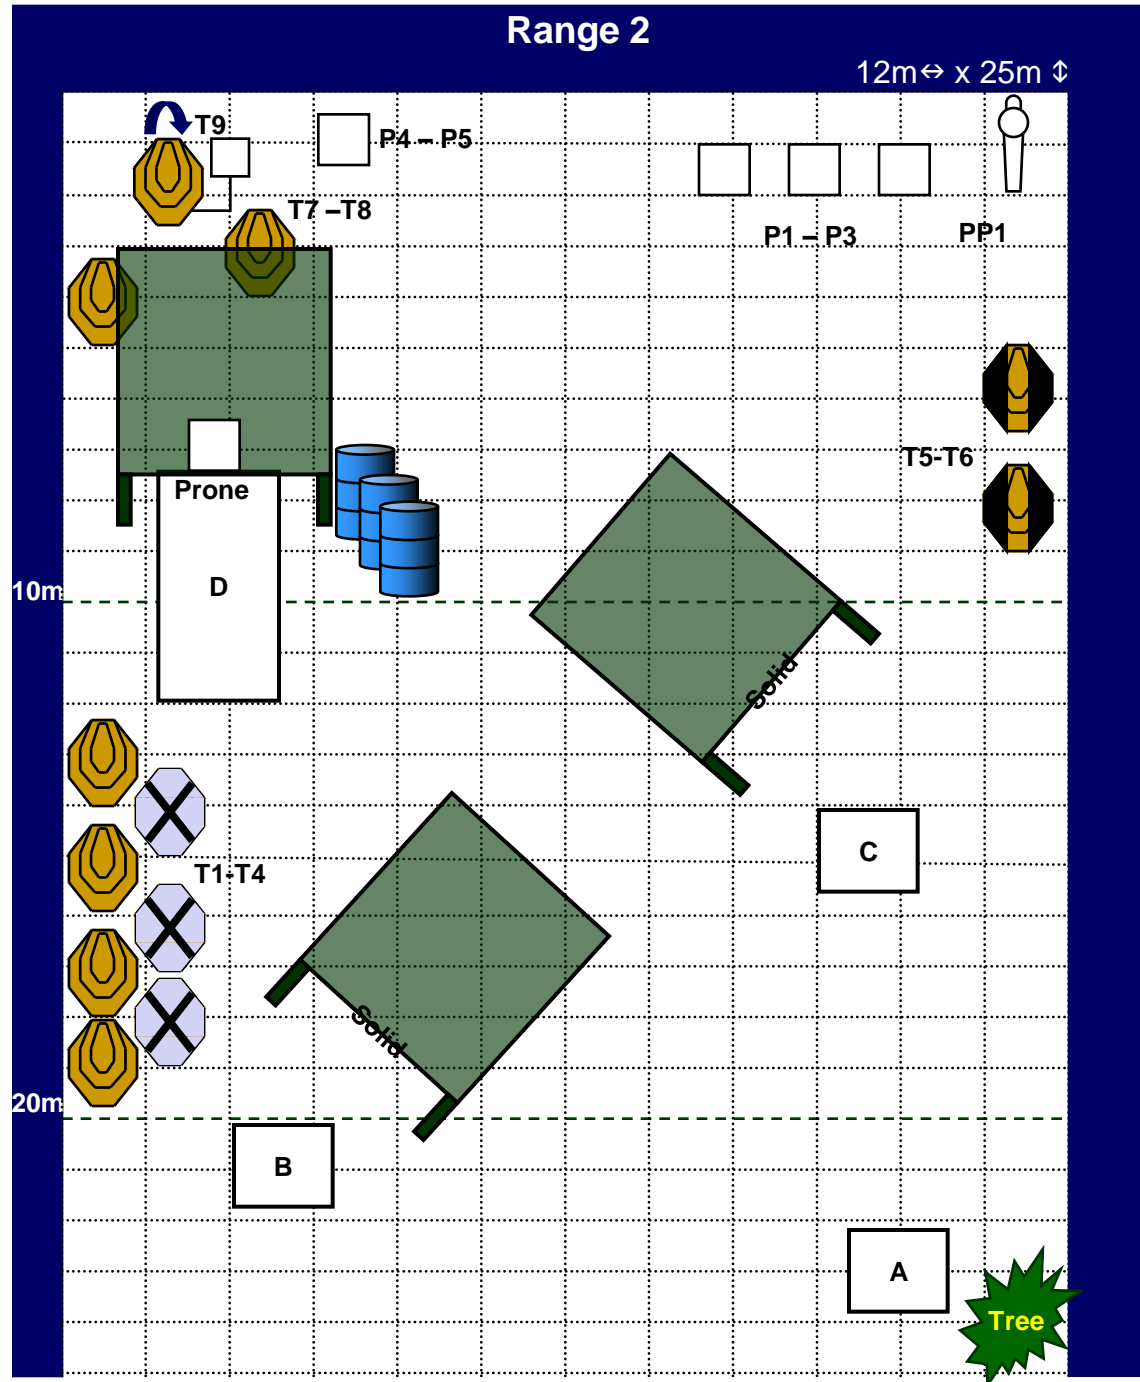 Range 2
12m↔ x 25m ↕
T9
P4 – P5
T7 –T8
P1 – P3
PP1
T5-T6
Prone
D
10m
Solid
C
T1-T4
Solid
20m
B
A
Tree